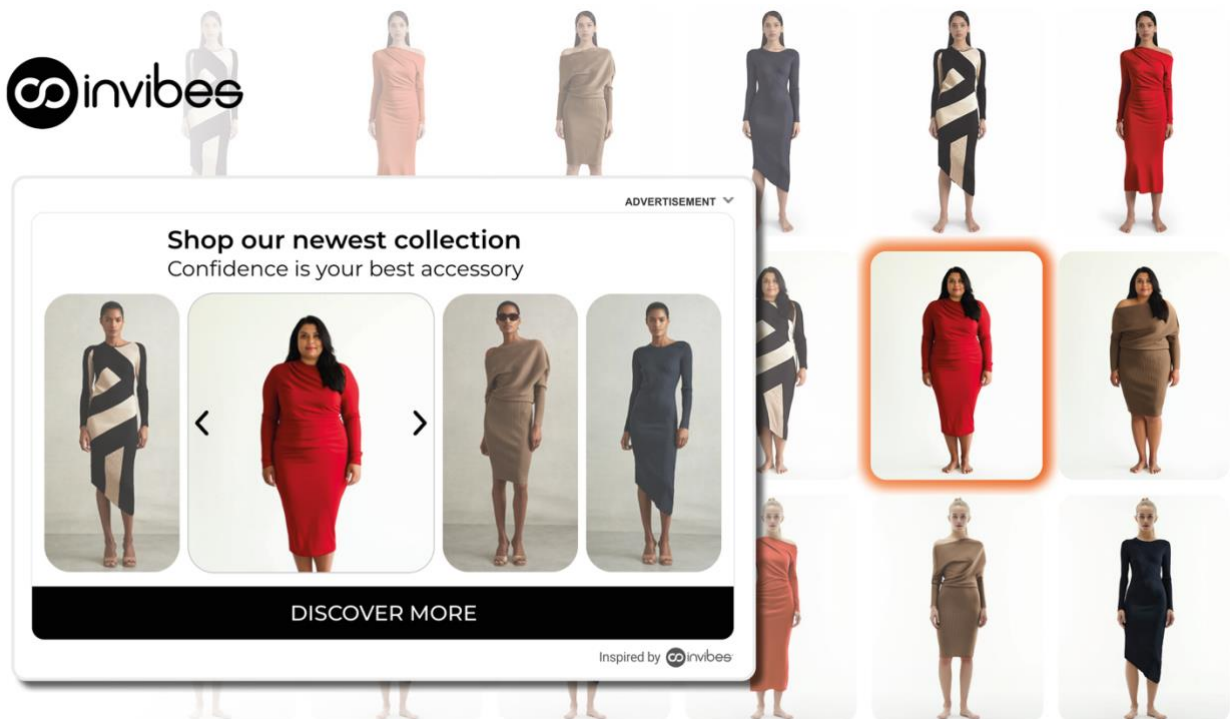 invibes
ADVERTISEMENT
Shop our newest collection
Confidence is your best accessory
DISCOVER MORE
Inspired by invibes